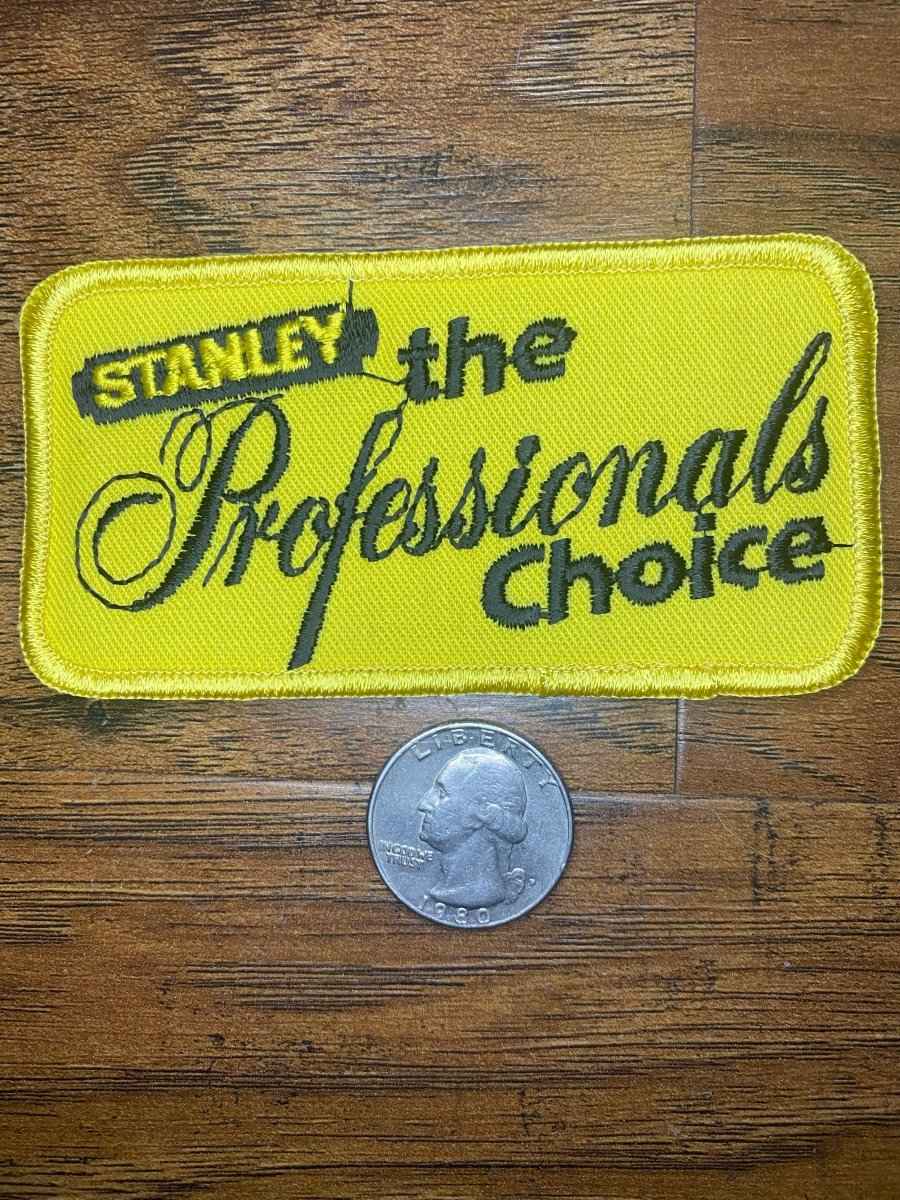 STANLEY the
Professionals
Choice
LIBERTY
IN GOD WE
TRUST
D
1980